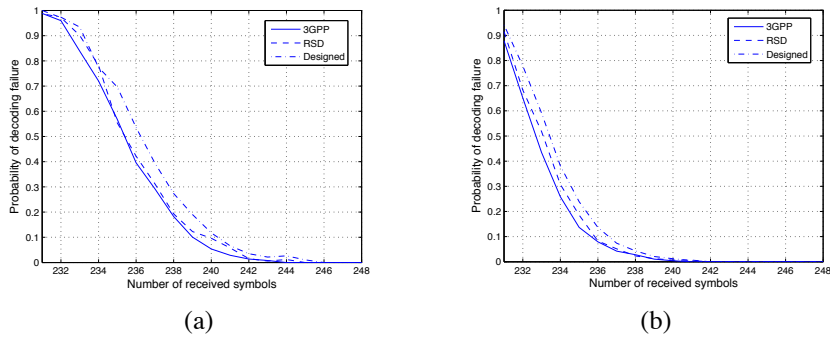 1
0.9
0.8
0.7
0.6
0.5
0.4
0.3
0.2
0.1
0
Probability of decoding failure
232 234 236 238 240 242 244 246 248
Number of received symbols
3GPP
RSD
Designed
(a)
1
0.9
0.8
0.7
0.6
0.5
0.4
0.3
0.2
0.1
0
Probability of decoding failure
232 234 236 238 240 242 244 246 248
Number of received symbols
3GPP
RSD
Designed
(b)